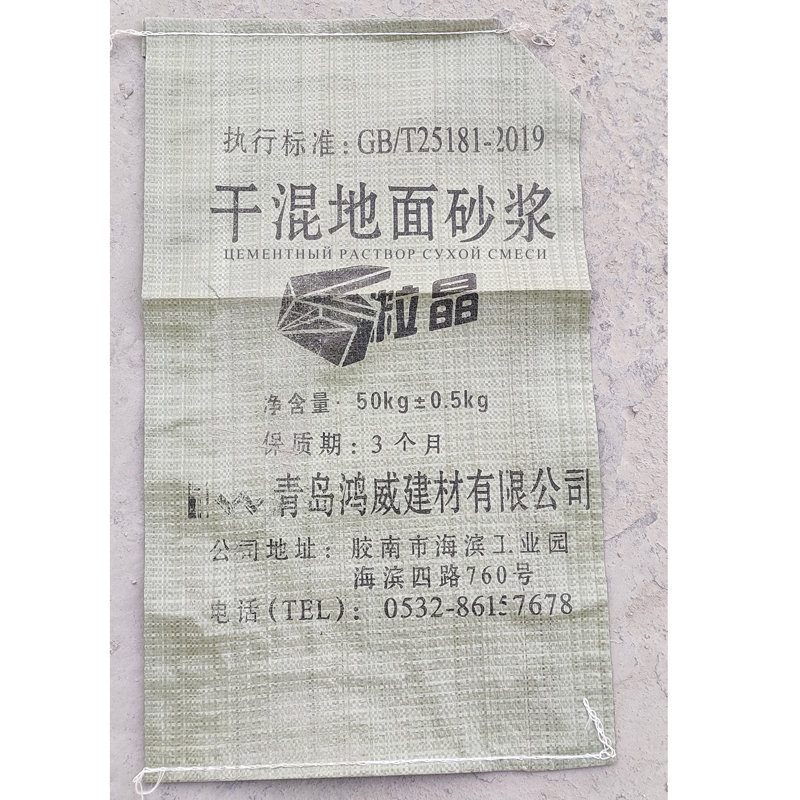 执行标准：GB/T25181-2019
干混地面砂浆
ЦЕМЕНТНЫЙ РАСТВОР СУХОЙ СМЕСИ
粒晶
净含量: 50kg±0.5kg
保质期：3个月
青岛鸿威建材有限公司
公司地址：胶南市海滨工业园
海滨四路760号
电话(TEL)：0532-86157678